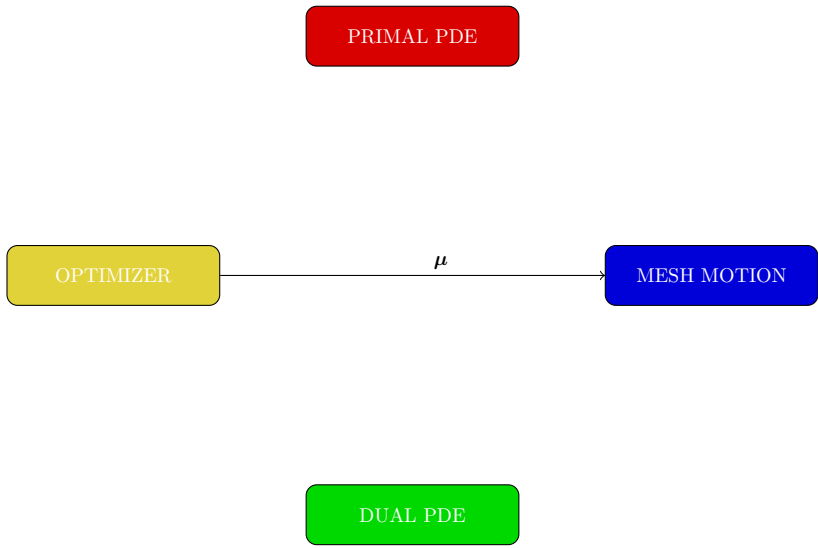 PRIMAL PDE
μ
OPTIMIZER
MESH MOTION
DUAL PDE